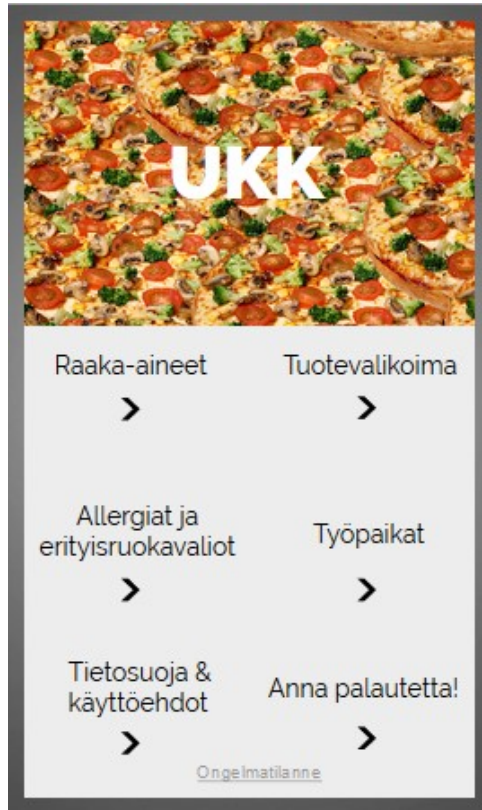 UKK
Raaka-aineet
Tuotevalikoima
Allergiat ja
erityisruokavaliot
Työpaikat
Tietosuoja &
käyttöehdot
Anna palautetta!
Ongelmatilanne